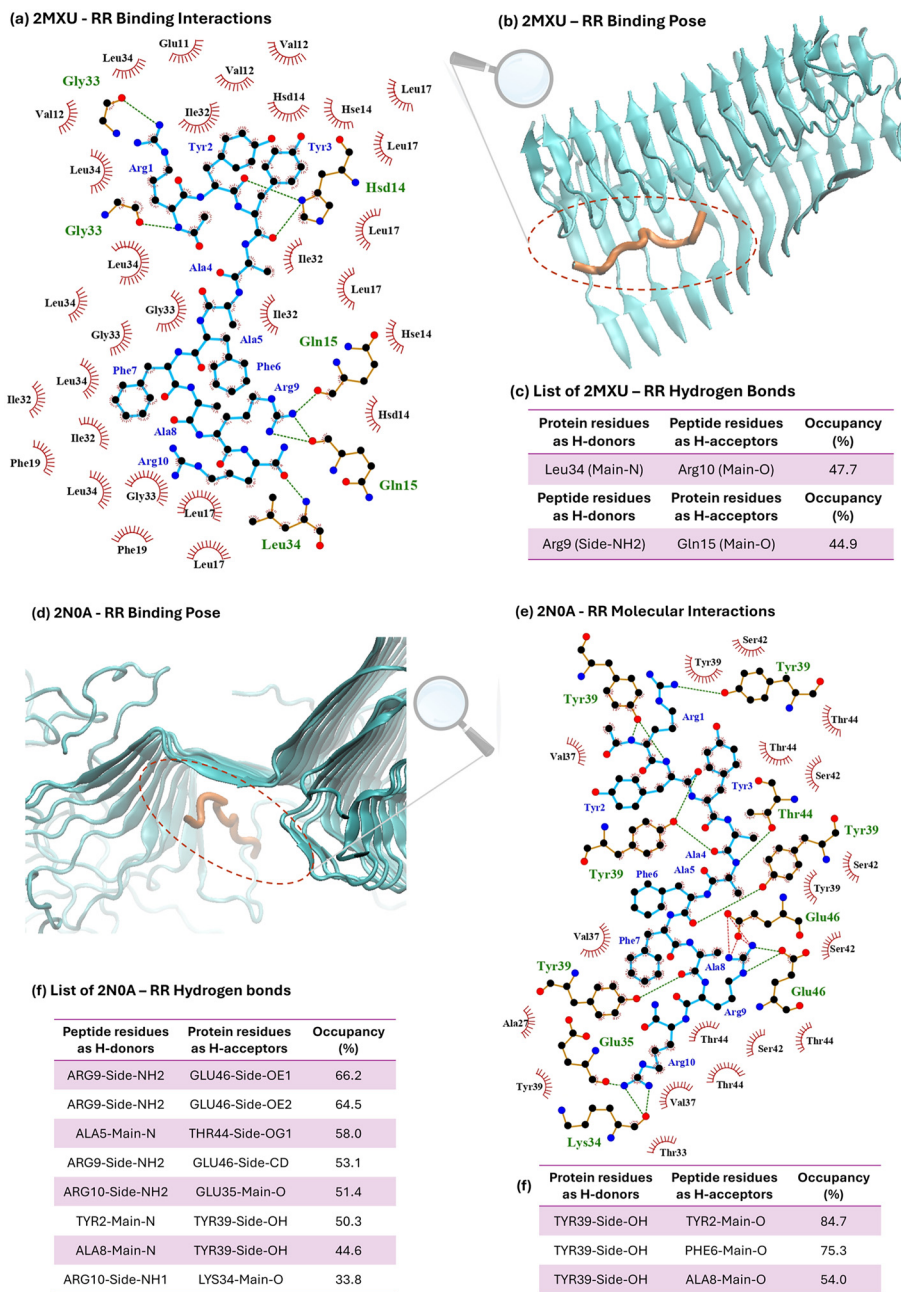 (a) 2MXU - RR Binding Interactions
Glu11
Leu34
Val12
Gly33
Val12
Val12
Ile32
Hsd14
Hse14
Leu17
Tyr2
Tyr3
Leu17
Leu34
Arg1
Hsd14
Gly33
Leu17
Leu34
Ala4
Ile32
Leu17
Leu34
Gly33
Ile32
Gly33
Ala5
Gln15
Hse14
Phe7
Phe6
Leu34
Arg9
Ile32
Hsd14
Ala8
Ile32
Phe19
Arg10
Gln15
Leu34
Gly33
Leu17
Leu34
Phe19
Leu17
(b) 2MXU – RR Binding Pose
(c) List of 2MXU – RR Hydrogen Bonds
Protein residues as H-donors Peptide residues as H-acceptors Occupancy (%)
Leu34 (Main-N) Arg10 (Main-O) 47.7
Peptide residues as H-donors Protein residues as H-acceptors Occupancy (%)
Arg9 (Side-NH2) Gln15 (Main-O) 44.9
(d) 2N0A - RR Binding Pose
(e) 2N0A - RR Molecular Interactions
Ser42
Tyr39
Tyr39
Tyr39
Arg1
Thr44
Val37
Thr44
Ser42
Tyr3
Tyr2
Thr44
Tyr39
Ala4
Tyr39
Ala5
Ser42
Phe6
Tyr39
Glu46
Val37
Phe7
Ser42
Ala8
Tyr39
Glu46
Arg9
Ala27
Glu35
Thr44
Ser42
Thr44
Arg10
Tyr39
Thr44
Val37
Lys34
Thr33
(f) List of 2N0A – RR Hydrogen bonds
Peptide residues as H-donors Protein residues as H-acceptors Occupancy (%)
ARG9-Side-NH2 GLU46-Side-OE1 66.2
ARG9-Side-NH2 GLU46-Side-OE2 64.5
ALA5-Main-N THR44-Side-OG1 58.0
ARG9-Side-NH2 GLU46-Side-CD 53.1
ARG10-Side-NH2 GLU35-Main-O 51.4
TYR2-Main-N TYR39-Side-OH 50.3
ALA8-Main-N TYR39-Side-OH 44.6
ARG10-Side-NH1 LYS34-Main-O 33.8
(f)
Protein residues as H-donors Peptide residues as H-acceptors Occupancy (%)
TYR39-Side-OH TYR2-Main-O 84.7
TYR39-Side-OH PHE6-Main-O 75.3
TYR39-Side-OH ALA8-Main-O 54.0